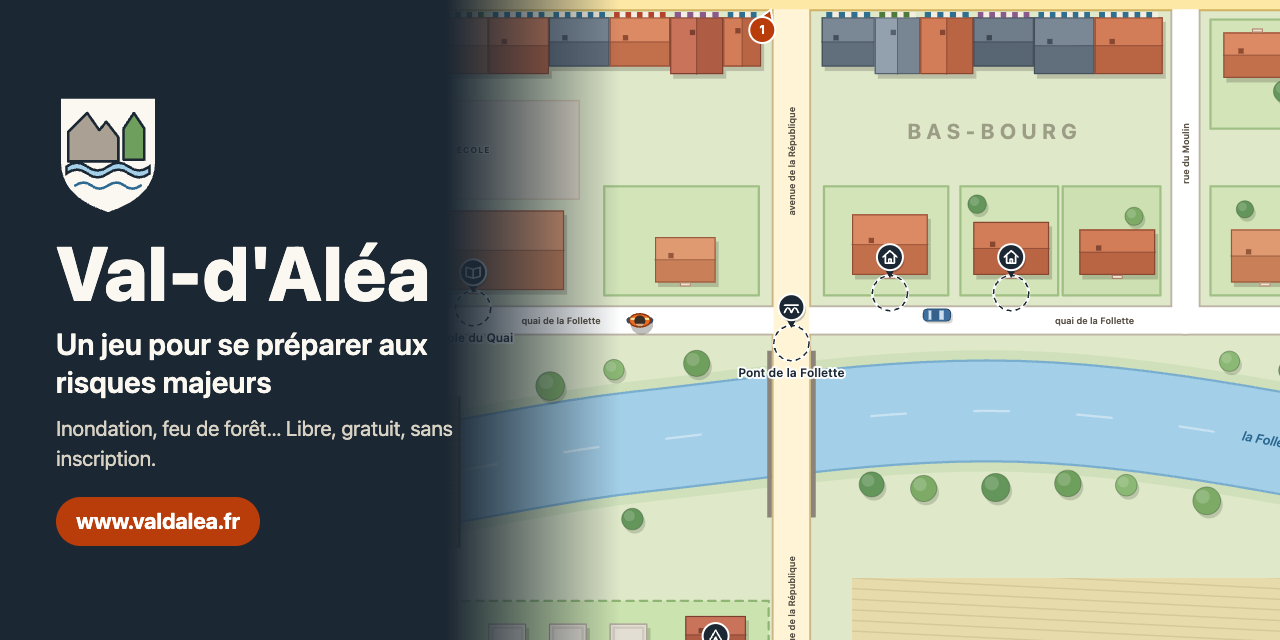 Val-d'Aléa
Un jeu pour se préparer aux
risques majeurs
Inondation, feu de forêt... Libre, gratuit, sans
inscription.
www.valdalea.fr
1
BAS-BOURG
ÉCOLE
avenue de la République
rue du Moulin
quai de la Follette
quai de la Follette
du Quai
Pont de la Follette
la
de la République